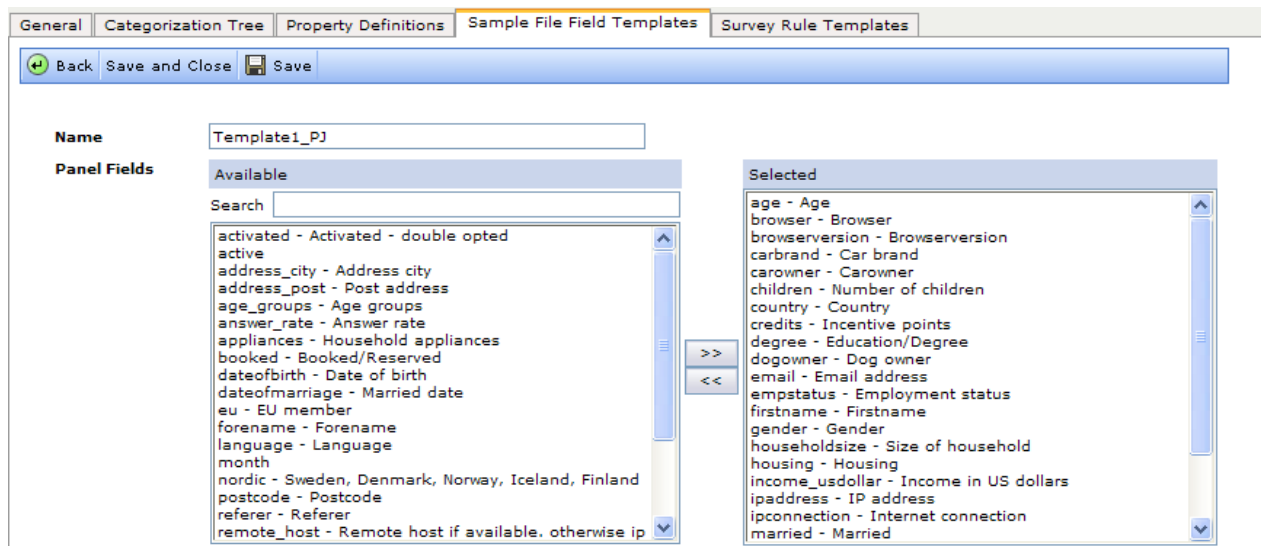 General Categorization Tree Property Definitions Sample File Field Templates Survey Rule Templates
Back Save and Close Save
Name Template1_PJ
Panel Fields
Available
Search
activated - Activated - double opted
active
address_city - Address city
address_post - Post address
age_groups - Age groups
answer_rate - Answer rate
appliances - Household appliances
booked - Booked/Reserved
dateofbirth - Date of birth
dateofmarriage - Married date
eu - EU member
forename - Forename
language - Language
month
nordic - Sweden, Denmark, Norway, Iceland, Finland
postcode - Postcode
referer - Referer
remote_host - Remote host if available. otherwise ip
>>
<<
Selected
age - Age
browser - Browser
browserversion - Browserversion
carbrand - Car brand
carowner - Carowner
children - Number of children
country - Country
credits - Incentive points
degree - Education/Degree
dogowner - Dog owner
email - Email address
empstatus - Employment status
firstname - Firstname
gender - Gender
householdsize - Size of household
housing - Housing
income_usdollar - Income in US dollars
ipaddress - IP address
ipconnection - Internet connection
married - Married